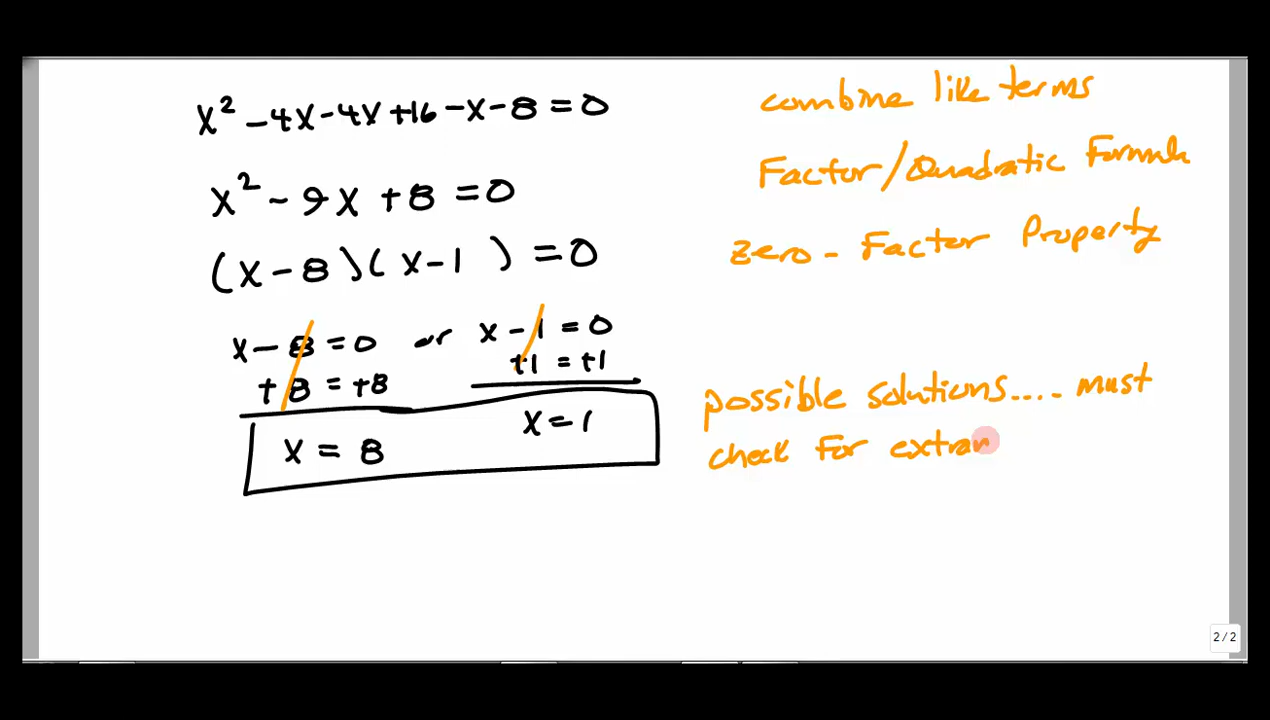 x² - 4x - 4x + 16 - x - 8 = 0
combine like terms
x² - 9x + 8 = 0
Factor/Quadratic Formula
(x - 8)(x - 1) = 0
zero - Factor Property
x - 8 = 0 or x - 1 = 0
+ 8 = +8 +1 = +1
x = 8 x = 1
possible solutions.... must
check for extran
2 / 2